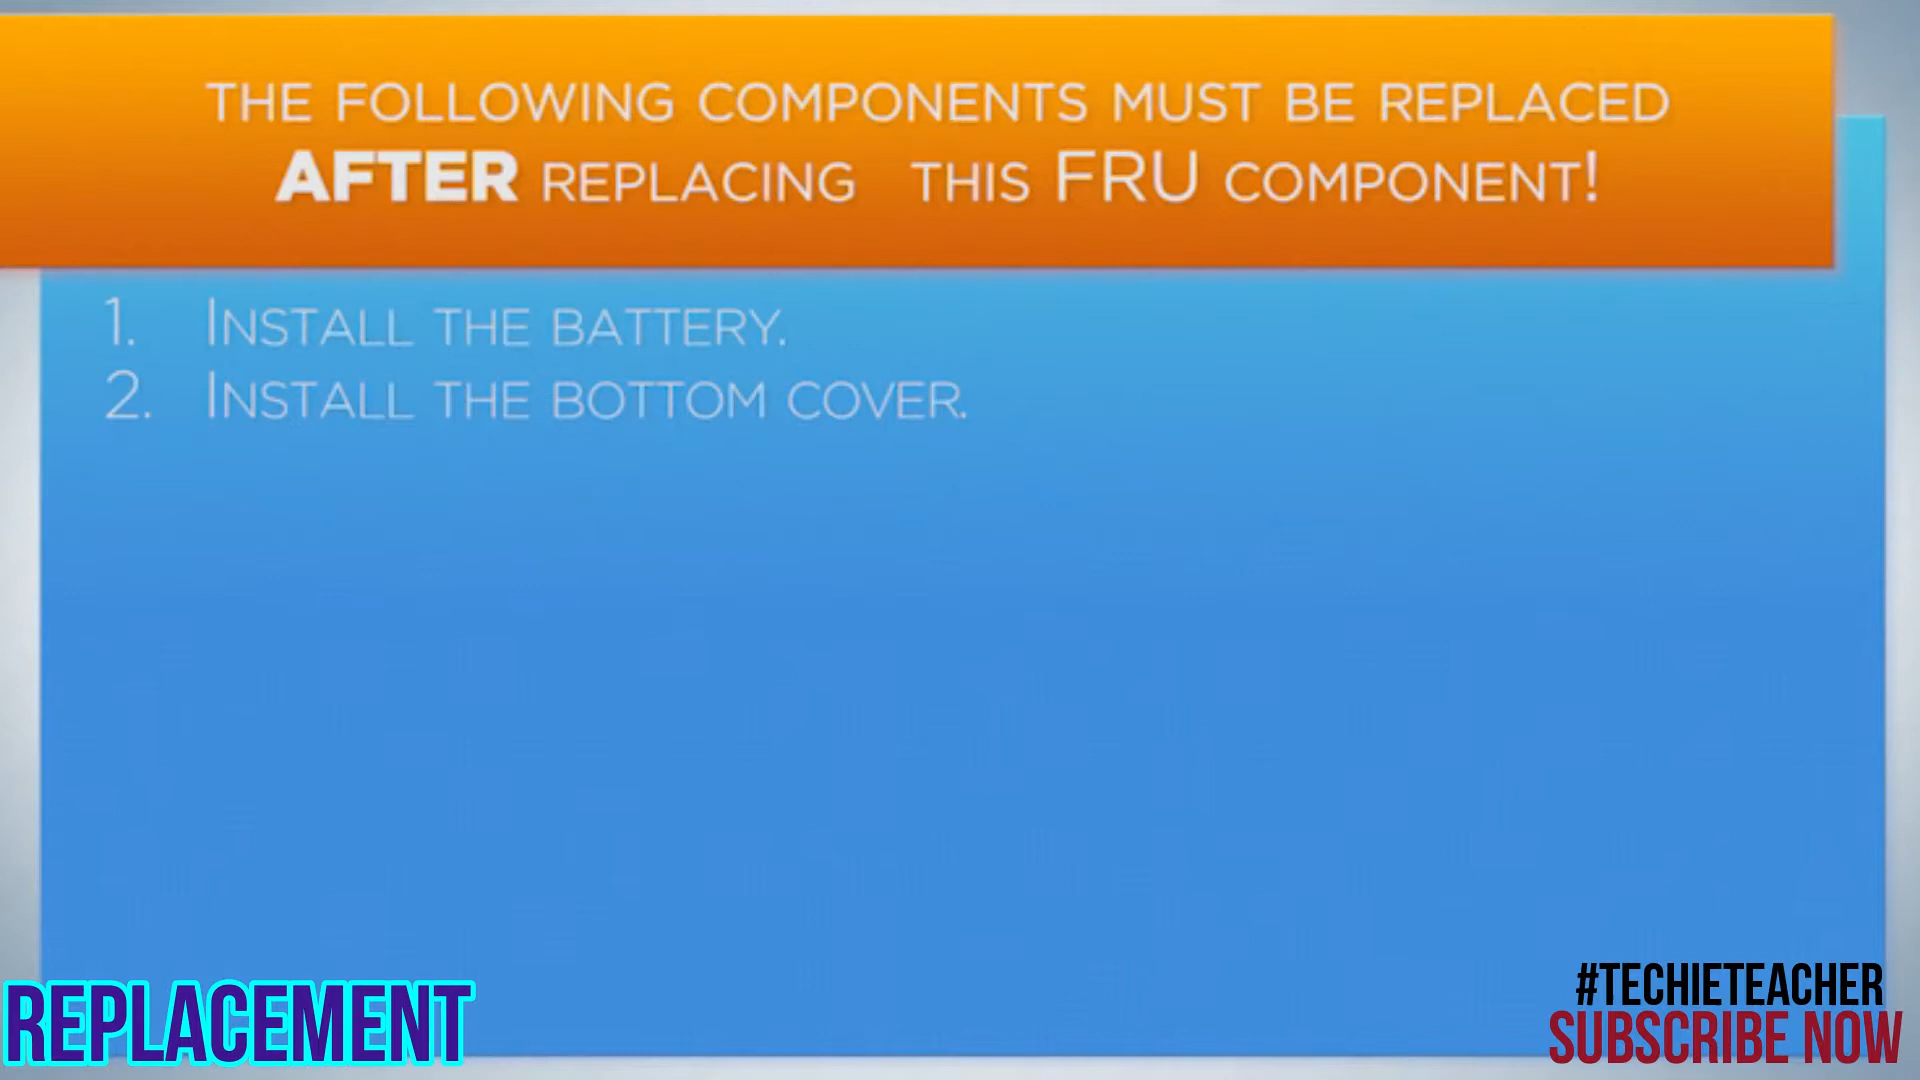 THE FOLLOWING COMPONENTS MUST BE REPLACED
AFTER REPLACING THIS FRU COMPONENT!
1. INSTALL THE BATTERY.
2. INSTALL THE BOTTOM COVER.
REPLACEMENT
#TECHIETEACHER
SUBSCRIBE NOW